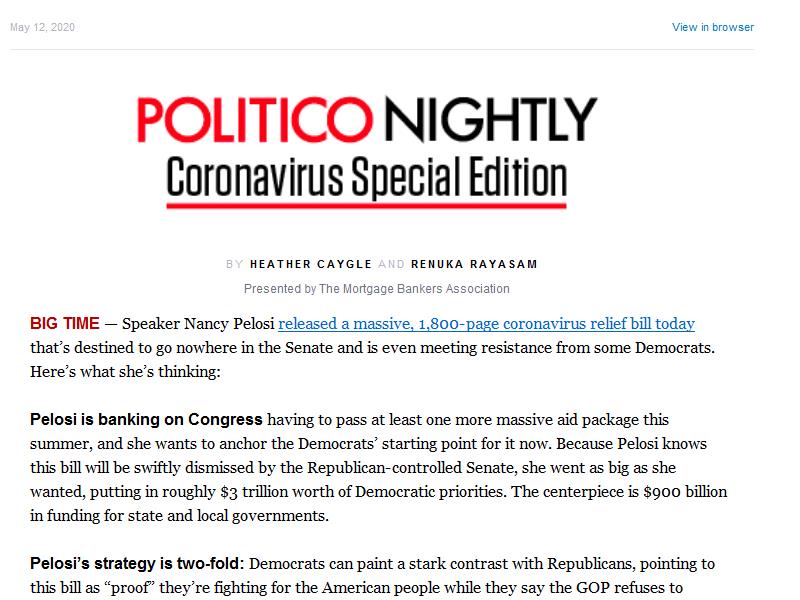 May 12, 2020
View in browser
POLITICO NIGHTLY
Coronavirus Special Edition
BY HEATHER CAYGLE AND RENUKA RAYASAM
Presented by The Mortgage Bankers Association
BIG TIME — Speaker Nancy Pelosi released a massive, 1,800-page coronavirus relief bill today
that’s destined to go nowhere in the Senate and is even meeting resistance from some Democrats.
Here’s what she’s thinking:
Pelosi is banking on Congress having to pass at least one more massive aid package this
summer, and she wants to anchor the Democrats’ starting point for it now. Because Pelosi knows
this bill will be swiftly dismissed by the Republican-controlled Senate, she went as big as she
wanted, putting in roughly $3 trillion worth of Democratic priorities. The centerpiece is $900 billion
in funding for state and local governments.
Pelosi’s strategy is two-fold: Democrats can paint a stark contrast with Republicans, pointing to
this bill as “proof” they’re fighting for the American people while they say the GOP refuses to